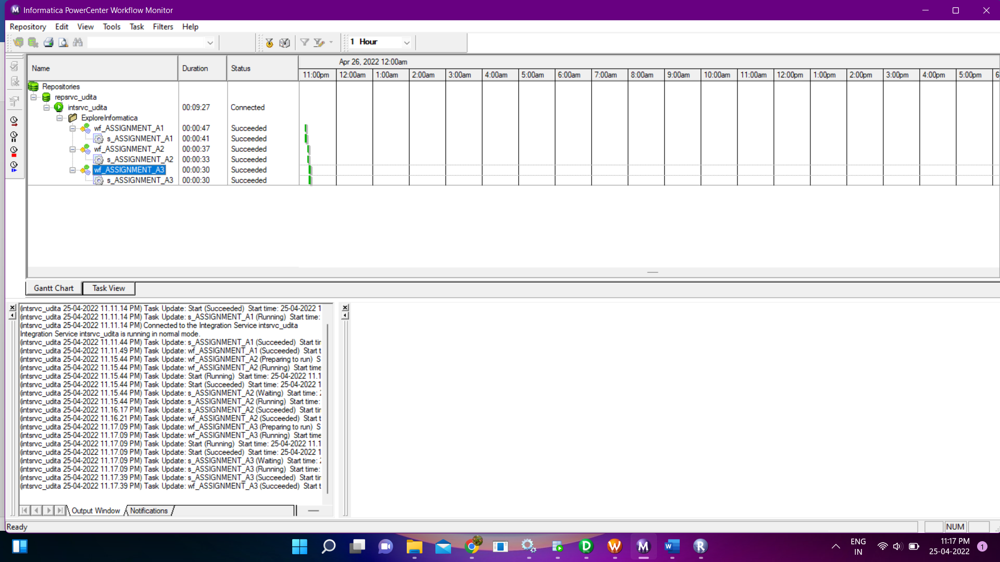 Informatica PowerCenter Workflow Monitor
Repository Edit View Tools Task Filters Help
1 Hour
Name Duration Status
Apr 26, 2022 12:00am
11:00pm 12:00am 1:00am 2:00am 3:00am 4:00am 5:00am 6:00am 7:00am 8:00am 9:00am 10:00am 11:00am 12:00pm 1:00pm 2:00pm 3:00pm 4:00pm 5:00pm 6
Repositories
repsrvc_udita
intsrvc_udita 00:09:27 Connected
ExploreInformatica
wf_ASSIGNMENT_A1 00:00:47 Succeeded
s_ASSIGNMENT_A1 00:00:41 Succeeded
wf_ASSIGNMENT_A2 00:00:37 Succeeded
s_ASSIGNMENT_A2 00:00:33 Succeeded
wf_ASSIGNMENT_A3 00:00:30 Succeeded
s_ASSIGNMENT_A3 00:00:30 Succeeded
Gantt Chart Task View
(intsrvc_udita 25-04-2022 11.11.14 PM) Task Update: Start (Succeeded) Start time: 25-04-2022 1
(intsrvc_udita 25-04-2022 11.11.14 PM) Task Update: s_ASSIGNMENT_A1 (Running) Start time:
(intsrvc_udita 25-04-2022 11.11.14 PM) Connected to the Integration Service intsrvc_udita
Integration Service intsrvc_udita is running in normal mode.
(intsrvc_udita 25-04-2022 11.11.44 PM) Task Update: s_ASSIGNMENT_A1 (Succeeded) Start tir
(intsrvc_udita 25-04-2022 11.11.49 PM) Task Update: wf_ASSIGNMENT_A1 (Succeeded) Start t
(intsrvc_udita 25-04-2022 11.15.44 PM) Task Update: wf_ASSIGNMENT_A2 (Preparing to run) S
(intsrvc_udita 25-04-2022 11.15.44 PM) Task Update: wf_ASSIGNMENT_A2 (Running) Start time
(intsrvc_udita 25-04-2022 11.15.44 PM) Task Update: Start (Running) Start time: 25-04-2022 11.1
(intsrvc_udita 25-04-2022 11.15.44 PM) Task Update: Start (Succeeded) Start time: 25-04-2022 1
(intsrvc_udita 25-04-2022 11.15.44 PM) Task Update: s_ASSIGNMENT_A2 (Waiting) Start time: 2
(intsrvc_udita 25-04-2022 11.15.44 PM) Task Update: s_ASSIGNMENT_A2 (Running) Start time:
(intsrvc_udita 25-04-2022 11.16.17 PM) Task Update: s_ASSIGNMENT_A2 (Succeeded) Start tir
(intsrvc_udita 25-04-2022 11.16.21 PM) Task Update: wf_ASSIGNMENT_A2 (Succeeded) Start t
(intsrvc_udita 25-04-2022 11.17.09 PM) Task Update: wf_ASSIGNMENT_A3 (Preparing to run) S
(intsrvc_udita 25-04-2022 11.17.09 PM) Task Update: wf_ASSIGNMENT_A3 (Running) Start time
(intsrvc_udita 25-04-2022 11.17.09 PM) Task Update: Start (Running) Start time: 25-04-2022 11.1
(intsrvc_udita 25-04-2022 11.17.09 PM) Task Update: Start (Succeeded) Start time: 25-04-2022 1
(intsrvc_udita 25-04-2022 11.17.09 PM) Task Update: s_ASSIGNMENT_A3 (Waiting) Start time: 2
(intsrvc_udita 25-04-2022 11.17.09 PM) Task Update: s_ASSIGNMENT_A3 (Running) Start time:
(intsrvc_udita 25-04-2022 11.17.39 PM) Task Update: s_ASSIGNMENT_A3 (Succeeded) Start tir
(intsrvc_udita 25-04-2022 11.17.39 PM) Task Update: wf_ASSIGNMENT_A3 (Succeeded) Start t
Output Window Notifications
Ready NUM
ENG
IN
11:17 PM
25-04-2022
1